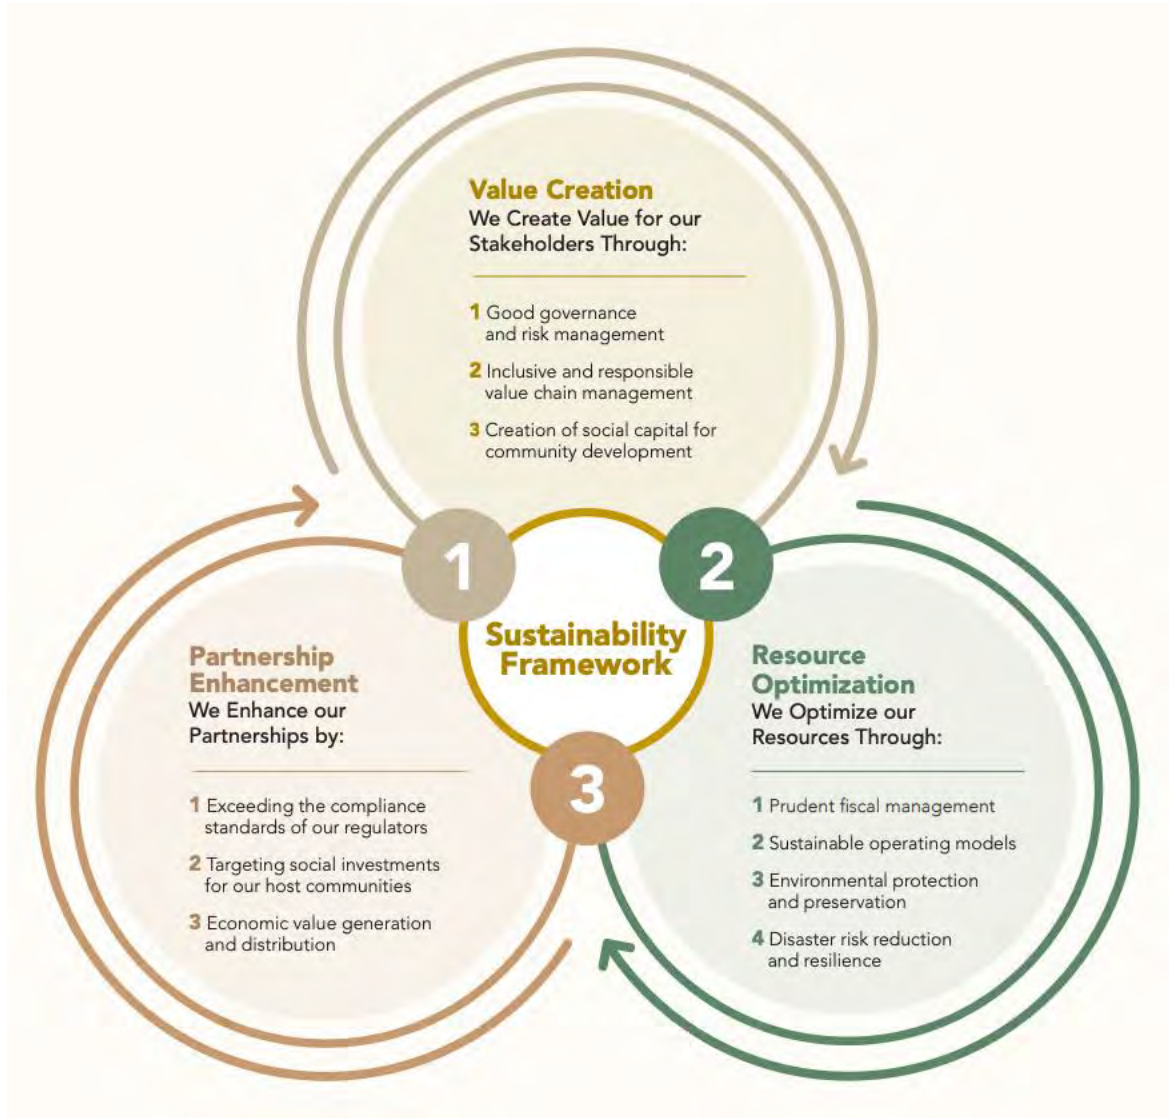 Value Creation
We Create Value for our
Stakeholders Through:
1 Good governance
and risk management
2 Inclusive and responsible
value chain management
3 Creation of social capital for
community development
1
2
Sustainability
Framework
3
Partnership
Enhancement
We Enhance our
Partnerships by:
1 Exceeding the compliance
standards of our regulators
2 Targeting social investments
for our host communities
3 Economic value generation
and distribution
Resource
Optimization
We Optimize our
Resources Through:
1 Prudent fiscal management
2 Sustainable operating models
3 Environmental protection
and preservation
4 Disaster risk reduction
and resilience